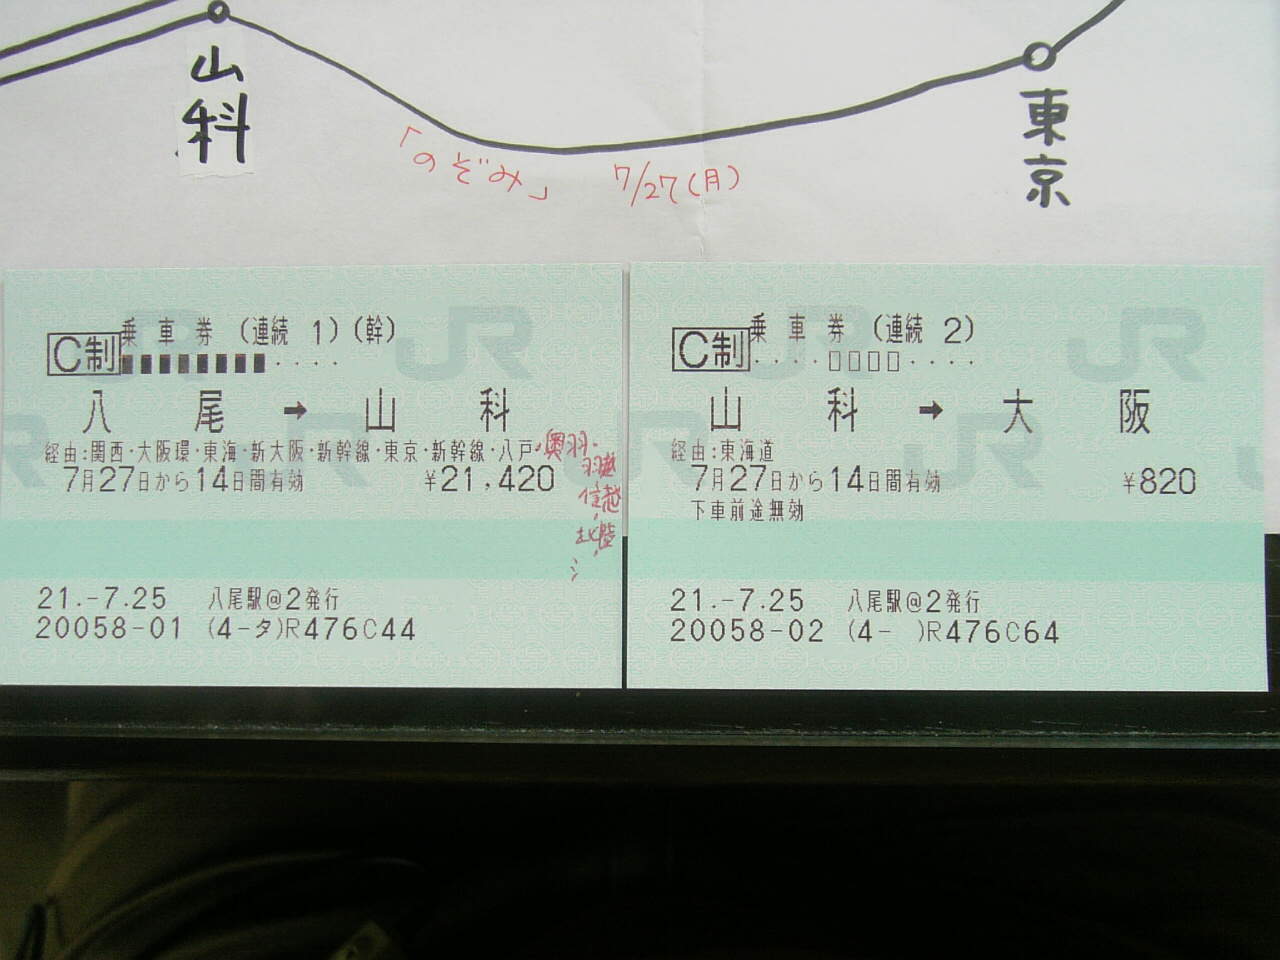 山科
東京
「のぞみ」 7/27(月)
C制 乗車券 (連続 1)(幹)
八尾 → 山科
経由:関西・大阪環・東海・新大阪・新幹線・東京・新幹線・八戸・奥羽・
羽越
信越,
北陸,
7月27日から14日間有効 ¥21,420
21.-7.25 八尾駅@2発行
20058-01 (4-タ)R476C44
C制 乗車券 (連続 2)
山科 → 大阪
経由:東海道
7月27日から14日間有効 ¥820
下車前途無効
21.-7.25 八尾駅@2発行
20058-02 (4- )R476C64
JR